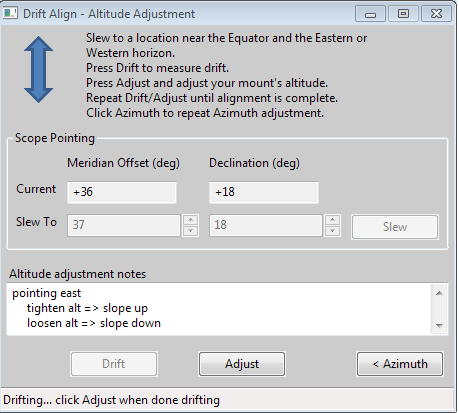 Drift Align - Altitude Adjustment
Slew to a location near the Equator and the Eastern or
Western horizon.
Press Drift to measure drift.
Press Adjust and adjust your mount's altitude.
Repeat Drift/Adjust until alignment is complete.
Click Azimuth to repeat Azimuth adjustment.
Scope Pointing
Meridian Offset (deg) Declination (deg)
Current +36 +18
Slew To 37 18 Slew
Altitude adjustment notes
pointing east
tighten alt => slope up
loosen alt => slope down
Drift Adjust < Azimuth
Drifting... click Adjust when done drifting